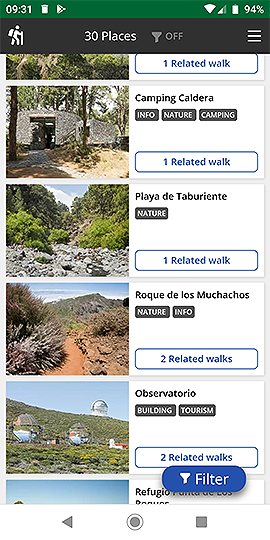 09:31
94%
30 Places
OFF
1 Related walk
Camping Caldera
INFO NATURE CAMPING
1 Related walk
Playa de Taburiente
NATURE
1 Related walk
Roque de los Muchachos
NATURE INFO
2 Related walks
Observatorio
BUILDING TOURISM
2 Related walks
Filter
Refugio Punta de Los
Roques